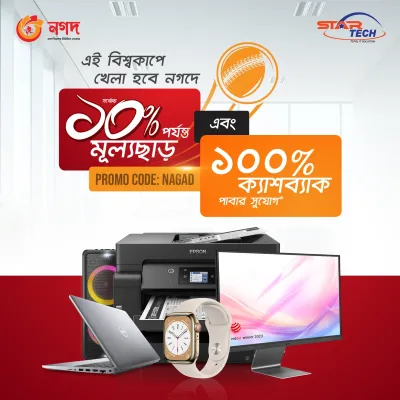 নগদ
STAR TECH
এই বিশ্বকাপে
খেলা হবে নগদে
সর্বোচ্চ
১০% পর্যন্ত
মূল্যছাড়
এবং
PROMO CODE: NAGAD
১০০%
ক্যাশব্যাক
পাবার সুযোগ*
EPSON